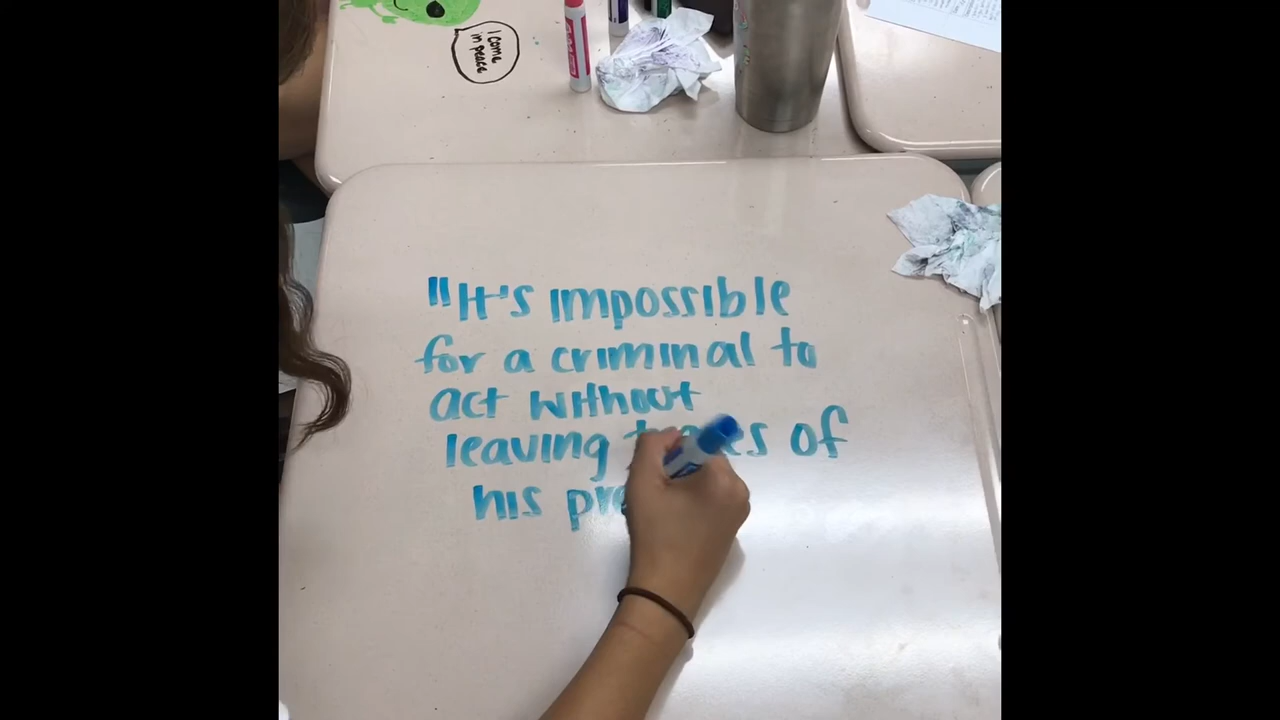 I come
in peace
"It's impossible
for a criminal to
act without
leaving of
his